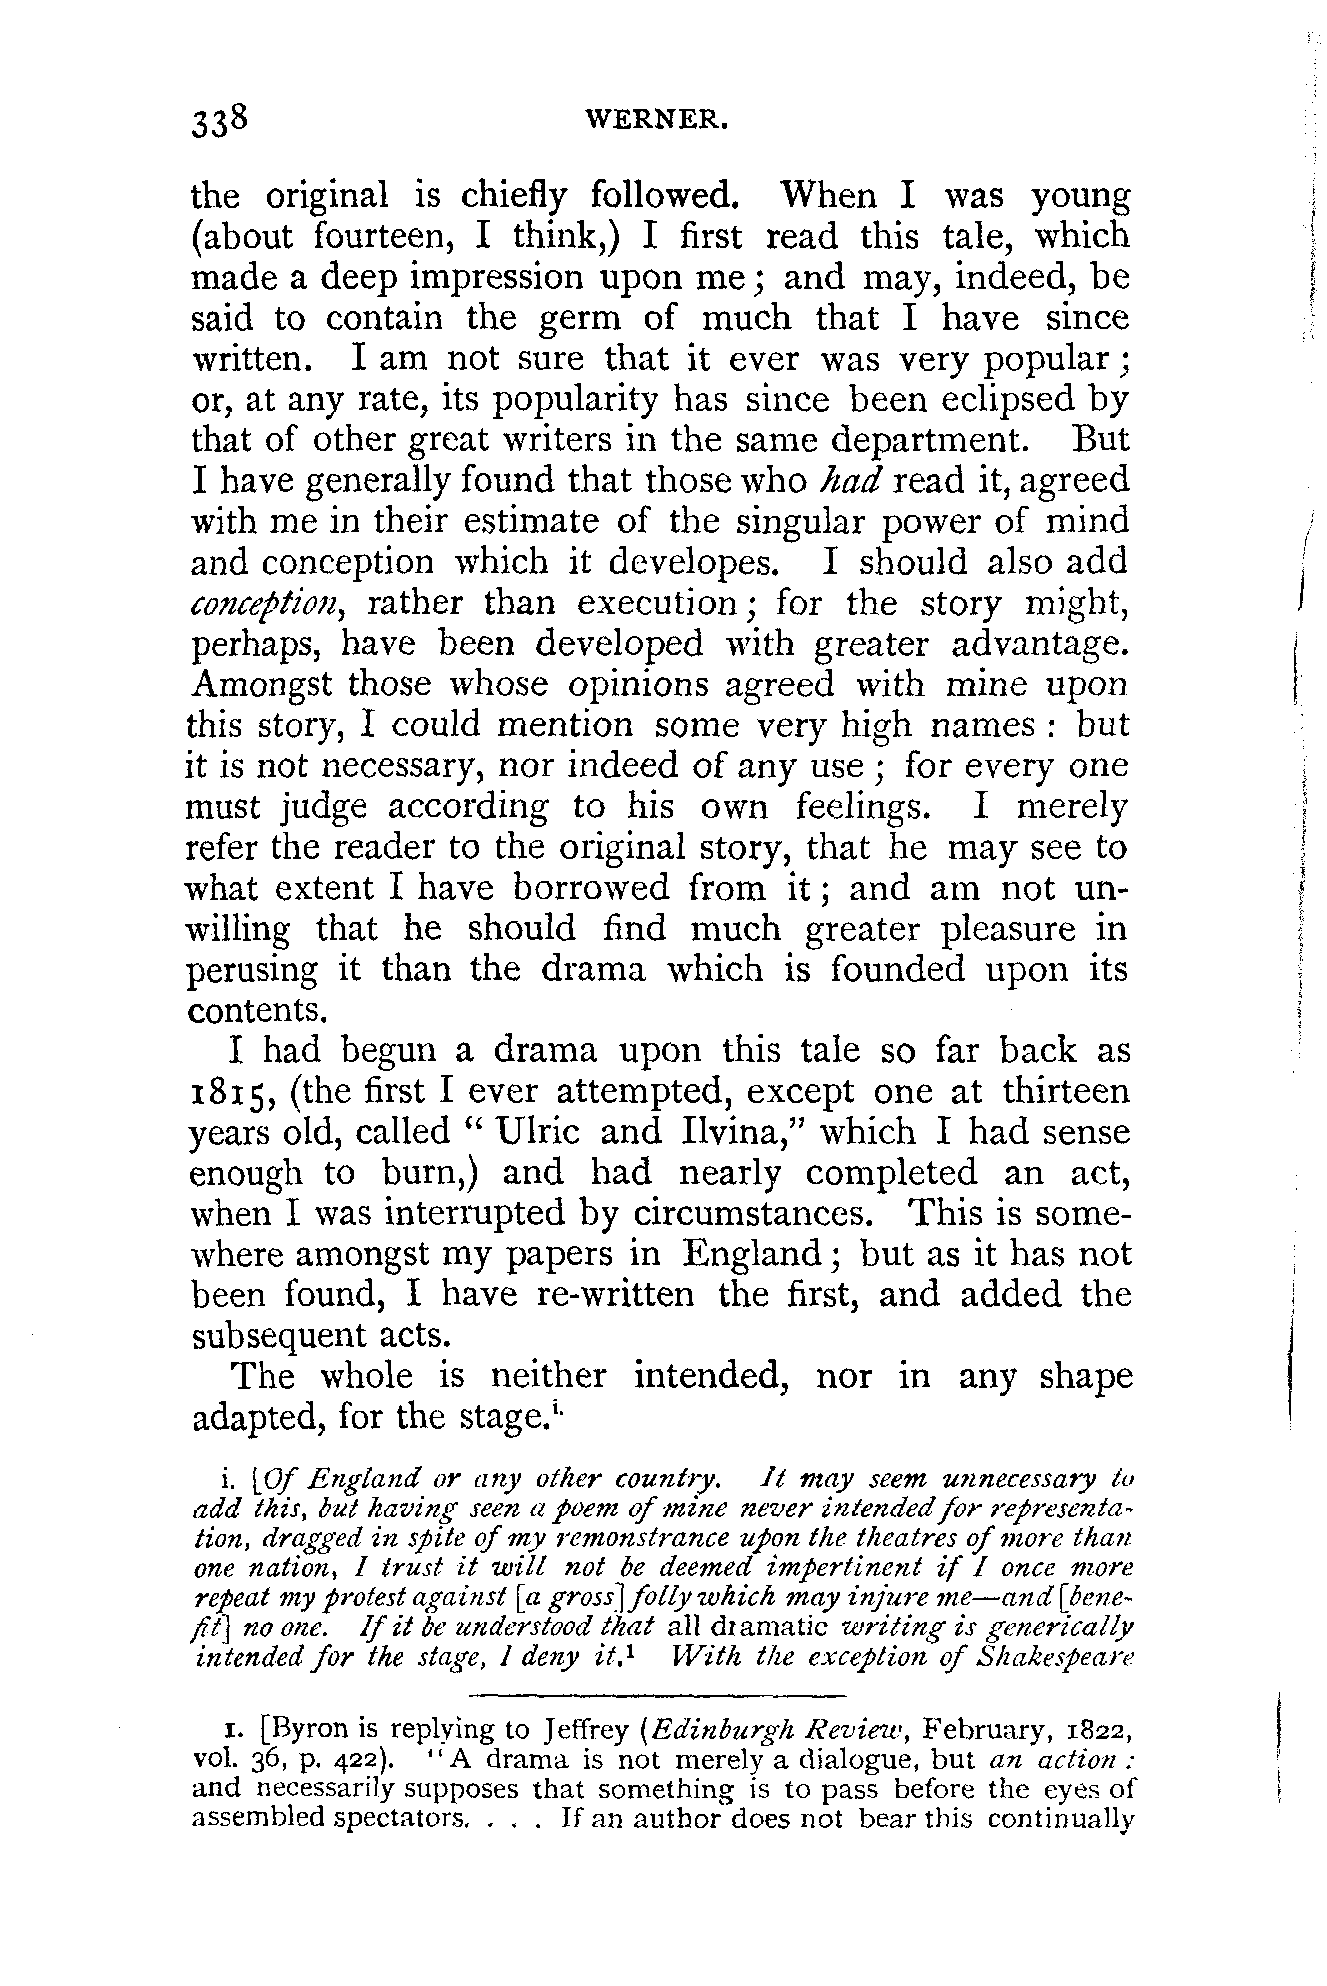 338 WERNER.
the original is chiefly followed. When I was young
(about fourteen, I think,) I first read this tale, which
made a deep impression upon me; and may, indeed, be
said to contain the germ of much that I have since
written. I am not sure that it ever was very popular;
or, at any rate, its popularity has since been eclipsed by
that of other great writers in the same department. But
I have generally found that those who had read it, agreed
with me in their estimate of the singular power of mind
and conception which it developes. I should also add
conception, rather than execution; for the story might,
perhaps, have been developed with greater advantage.
Amongst those whose opinions agreed with mine upon
this story, I could mention some very high names: but
it is not necessary, nor indeed of any use; for every one
must judge according to his own feelings. I merely
refer the reader to the original story, that he may see to
what extent I have borrowed from it; and am not un-
willing that he should find much greater pleasure in
perusing it than the drama which is founded upon its
contents.
I had begun a drama upon this tale so far back as
1815, (the first I ever attempted, except one at thirteen
years old, called "Ulric and Ilvina," which I had sense
enough to burn,) and had nearly completed an act,
when I was interrupted by circumstances. This is some-
where amongst my papers in England; but as it has not
been found, I have re-written the first, and added the
subsequent acts.
The whole is neither intended, nor in any shape
adapted, for the stage.i.
i. [Of England or any other country. It may seem unnecessary to
add this, but having seen a poem of mine never intended for representa-
tion, dragged in spite of my remonstrance upon the theatres of more than
one nation, I trust it will not be deemed impertinent if I once more
repeat my protest against [a gross] folly which may injure me—and [bene-
fit] no one. If it be understood that all dramatic writing is generically
intended for the stage, I deny it.1 With the exception of Shakespeare
1. [Byron is replying to Jeffrey (Edinburgh Review, February, 1822,
vol. 36, p. 422). "A drama is not merely a dialogue, but an action:
and necessarily supposes that something is to pass before the eyes of
assembled spectators. . . . If an author does not bear this continually